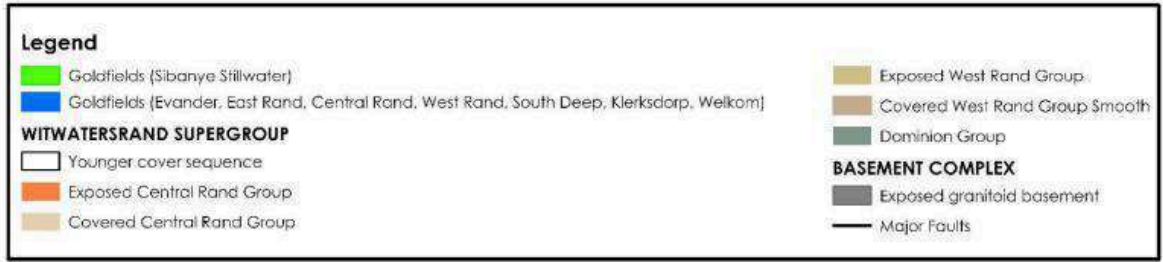 Legend
Goldfields (Sibanye Stillwater)
Goldfields (Evander, East Rand, Central Rand, West Rand, South Deep, Klerksdorp, Welkom)
WITWATERSRAND SUPERGROUP
Younger cover sequence
Exposed Central Rand Group
Covered Central Rand Group
Exposed West Rand Group
Covered West Rand Group Smooth
Dominion Group
BASEMENT COMPLEX
Exposed granitoid basement
Major Faults